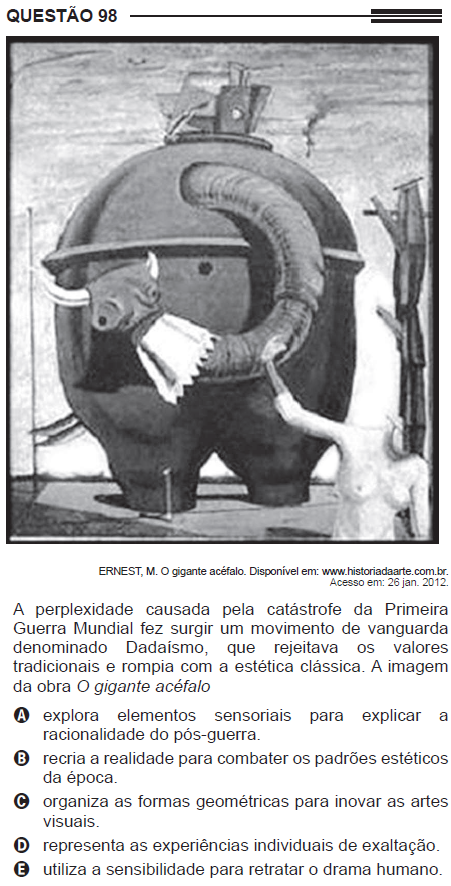 QUESTÃO 98
ERNEST, M. O gigante acéfalo. Disponível em: www.historiadaarte.com.br.
Acesso em: 26 jan. 2012.
A perplexidade causada pela catástrofe da Primeira
Guerra Mundial fez surgir um movimento de vanguarda
denominado Dadaísmo, que rejeitava os valores
tradicionais e rompia com a estética clássica. A imagem
da obra O gigante acéfalo
A explora elementos sensoriais para explicar a
racionalidade do pós-guerra.
B recria a realidade para combater os padrões estéticos
da época.
C organiza as formas geométricas para inovar as artes
visuais.
D representa as experiências individuais de exaltação.
E utiliza a sensibilidade para retratar o drama humano.